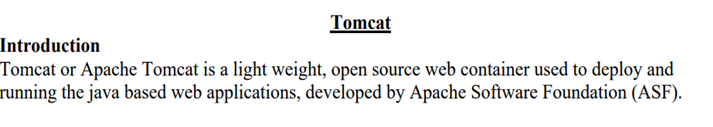 Tomcat
Introduction
Tomcat or Apache Tomcat is a light weight, open source web container used to deploy and
running the java based web applications, developed by Apache Software Foundation (ASF).